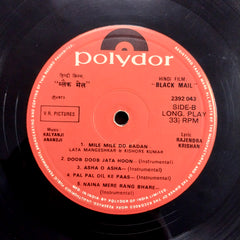 polydor
हिन्दी फिल्म
"ब्लैक मेल"
HINDI FILM
"BLACK MAIL"
2392 043
SIDE-B
LONG. PLAY
33⅓ RPM
V.R. PICTURES
Music:
KALYANJI
ANANDJI
Lyric
RAJENDRA
KRISHAN
1. MILE MILE DO BADAN
LATA MANGESHKAR & KISHORE KUMAR
2. DOOB DOOB JATA HOON—(Instrumental)
3. ASHA O ASHA—(Instrumental)
4. PAL PAL DIL KE PAAS—
(Instrumental)
5. NAINA MERE RANG BHARE—
(Instrumental)